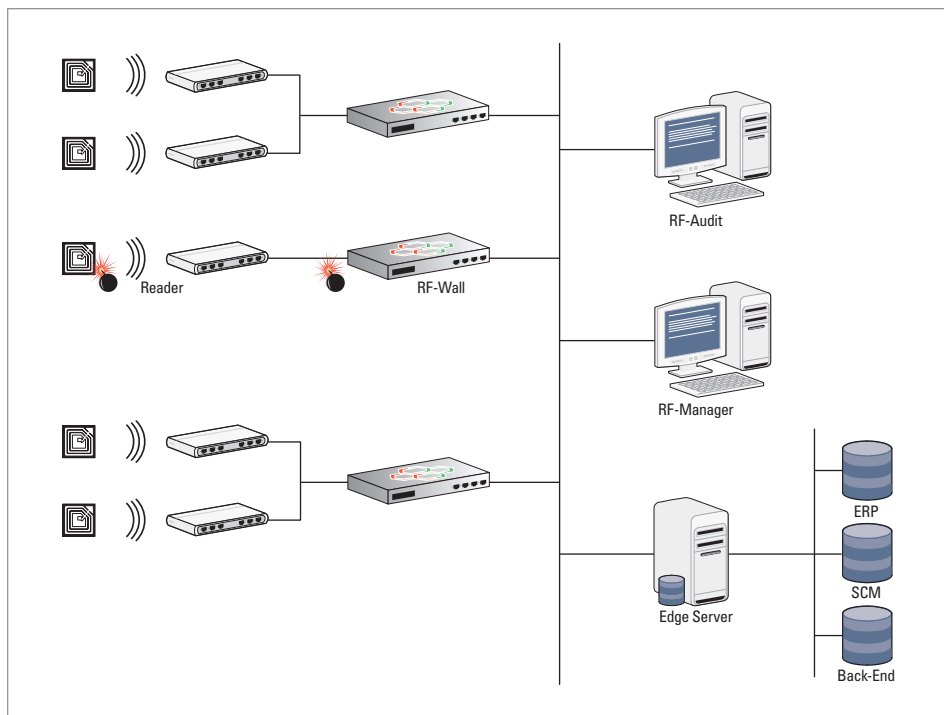 RF-Audit
Reader
RF-Wall
RF-Manager
ERP
SCM
Edge Server
Back-End